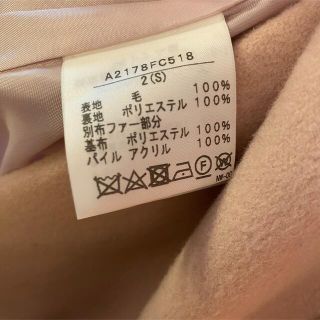 A2178FC518
2(S)
表地 毛 100%
裏地 ポリエステル 100%
別布ファー部分
基布 ポリエステル 100%
パイル アクリル 100%